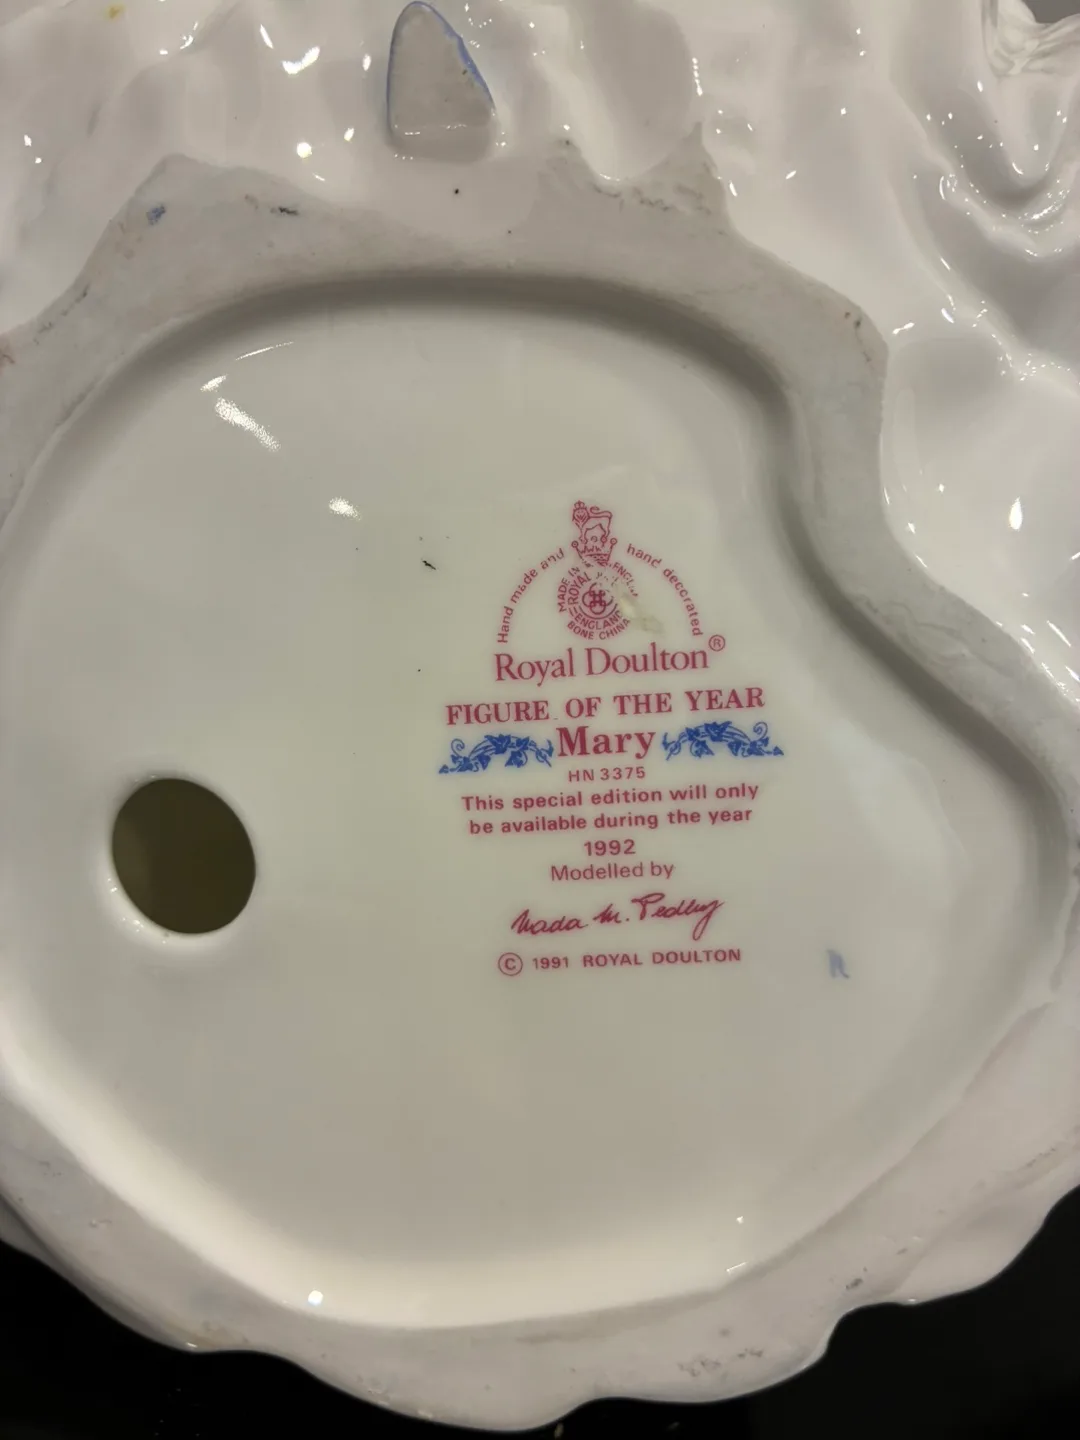 Hand made and hand decorated
MADE IN ENGL
ROYAL
ENGLAND
BONE CHINA
Royal Doulton®
FIGURE OF THE YEAR
Mary
HN 3375
This special edition will only
be available during the year
1992
Modelled by
Nada M. Pedley
© 1991 ROYAL DOULTON